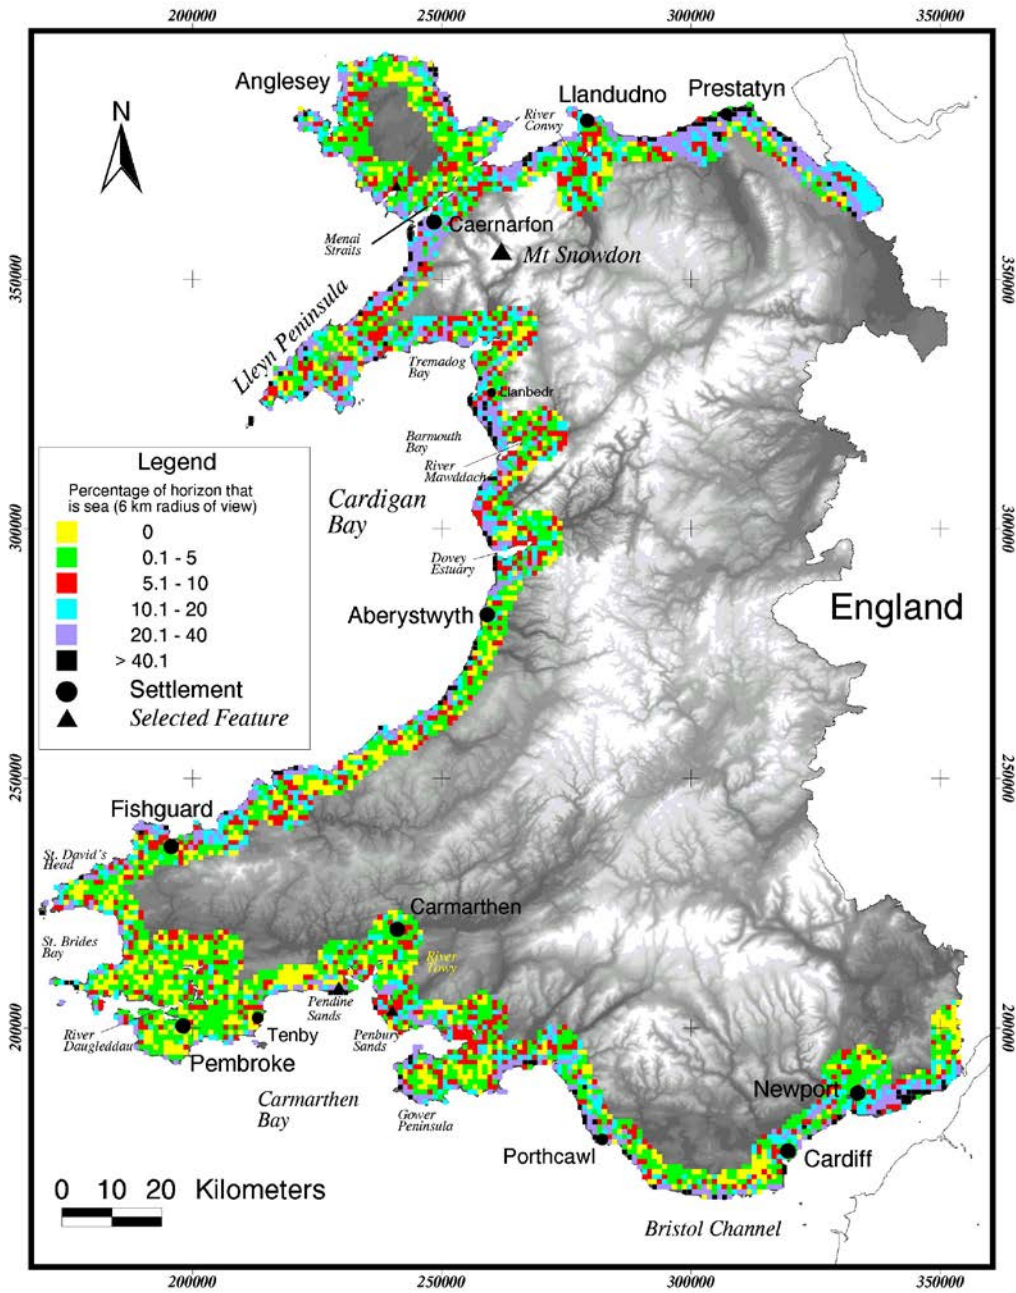 200000 250000 300000 350000
Anglesey
Llandudno
Prestatyn
River
Conwy
N
Menai
Straits
Caernarfon
Mt Snowdon
350000 350000
Lleyn Peninsula
Tremadog
Bay
Llanbedr
Barmouth
Bay
River
Mawddach
Legend
Percentage of horizon that
is sea (6 km radius of view)
0
0.1 - 5
5.1 - 10
10.1 - 20
20.1 - 40
> 40.1
Settlement
Selected Feature
Cardigan
Bay
300000 300000
Dovey
Estuary
Aberystwyth
England
250000 250000
Fishguard
St. David's
Head
Carmarthen
St. Brides
Bay
River
Towy
200000 200000
Pendine
Sands
River
Daugleddau
Tenby
Penbury
Sands
Pembroke
Carmarthen
Bay
Gower
Peninsula
Newport
Porthcawl
Cardiff
0 10 20 Kilometers
Bristol Channel
200000 250000 300000 350000